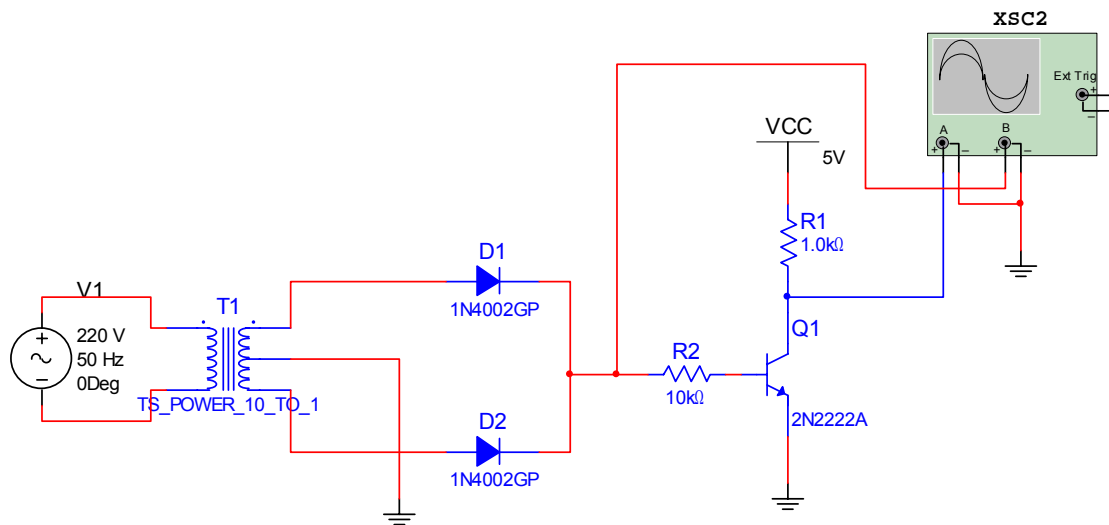 XSC2
Ext Trig
+
−
A
B
+
−
+
−
VCC
5V
R1
1.0kΩ
D1
1N4002GP
V1
T1
+
−
220 V
50 Hz
0Deg
TS_POWER_10_TO_1
Q1
R2
10kΩ
2N2222A
D2
1N4002GP